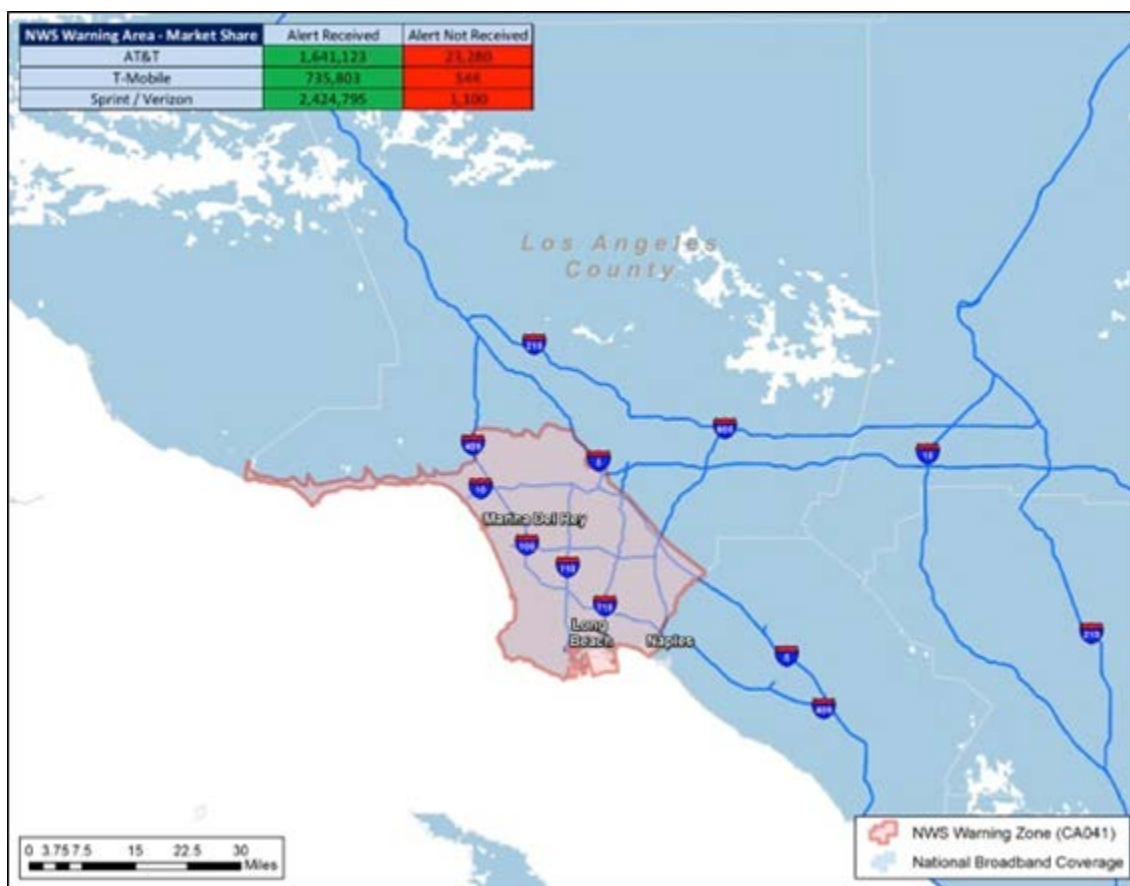 NWS Warning Area - Market Share Alert Received Alert Not Received
AT&T 1,641,123 23,280
T-Mobile 735,803 544
Sprint / Verizon 2,424,795 1,100
Los Angeles
County
210
405
5
605
10
15
Marina Del Rey
105
110
710
Long
Beach
Naples
5
215
405
0 3.75 7.5 15 22.5 30
Miles
NWS Warning Zone (CA041)
National Broadband Coverage